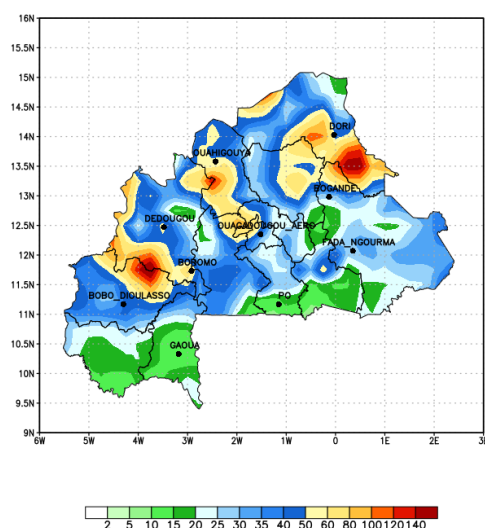 16N
15.5N
15N
14.5N
14N
13.5N
13N
12.5N
12N
11.5N
11N
10.5N
10N
9.5N
9N
DORI
OUAHIGOUYA
BOGANDE
DEDOUGOU
FADA_NGOURMA
BOROMO
BOBO_DIOULASSO
PO
GAOUA
6W 5W 4W 3W 2W 1W 0 1E 2E 3E
2 5 10 15 20 25 30 35 40 50 60 80 100 120 140